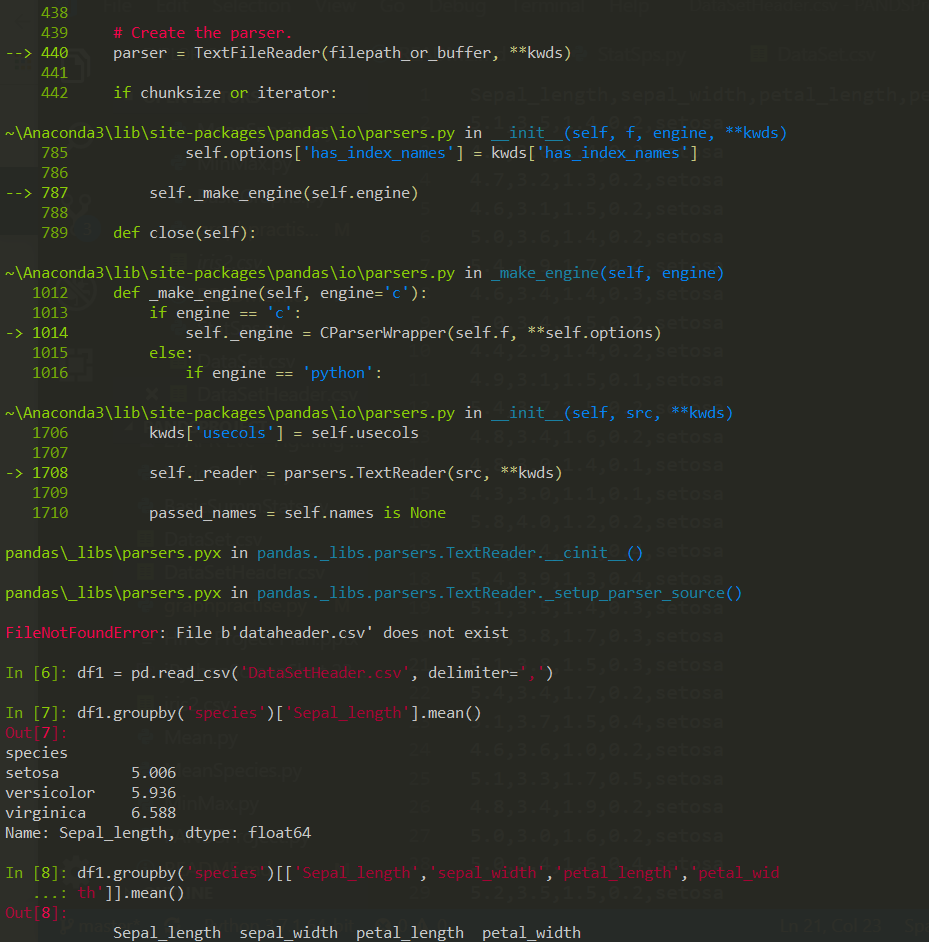 438
439     # Create the parser.
--> 440     parser = TextFileReader(filepath_or_buffer, **kwds)
441
442     if chunksize or iterator:
~\Anaconda3\lib\site-packages\pandas\io\parsers.py in __init__(self, f, engine, **kwds)
785             self.options['has_index_names'] = kwds['has_index_names']
786
--> 787         self._make_engine(self.engine)
788
789     def close(self):
~\Anaconda3\lib\site-packages\pandas\io\parsers.py in _make_engine(self, engine)
1012     def _make_engine(self, engine='c'):
1013         if engine == 'c':
-> 1014             self._engine = CParserWrapper(self.f, **self.options)
1015         else:
1016             if engine == 'python':
~\Anaconda3\lib\site-packages\pandas\io\parsers.py in __init__(self, src, **kwds)
1706         kwds['usecols'] = self.usecols
1707
-> 1708         self._reader = parsers.TextReader(src, **kwds)
1709
1710         passed_names = self.names is None
pandas\_libs\parsers.pyx in pandas._libs.parsers.TextReader.__cinit__()
pandas\_libs\parsers.pyx in pandas._libs.parsers.TextReader._setup_parser_source()
FileNotFoundError: File b'dataheader.csv' does not exist
In [6]: df1 = pd.read_csv('DataSetHeader.csv', delimiter=',')
In [7]: df1.groupby('species')['Sepal_length'].mean()
Out[7]:
species
setosa        5.006
versicolor    5.936
virginica     6.588
Name: Sepal_length, dtype: float64
In [8]: df1.groupby('species')[['Sepal_length','sepal_width','petal_length','petal_wid
...: th']].mean()
Out[8]:
Sepal_length  sepal_width  petal_length  petal_width